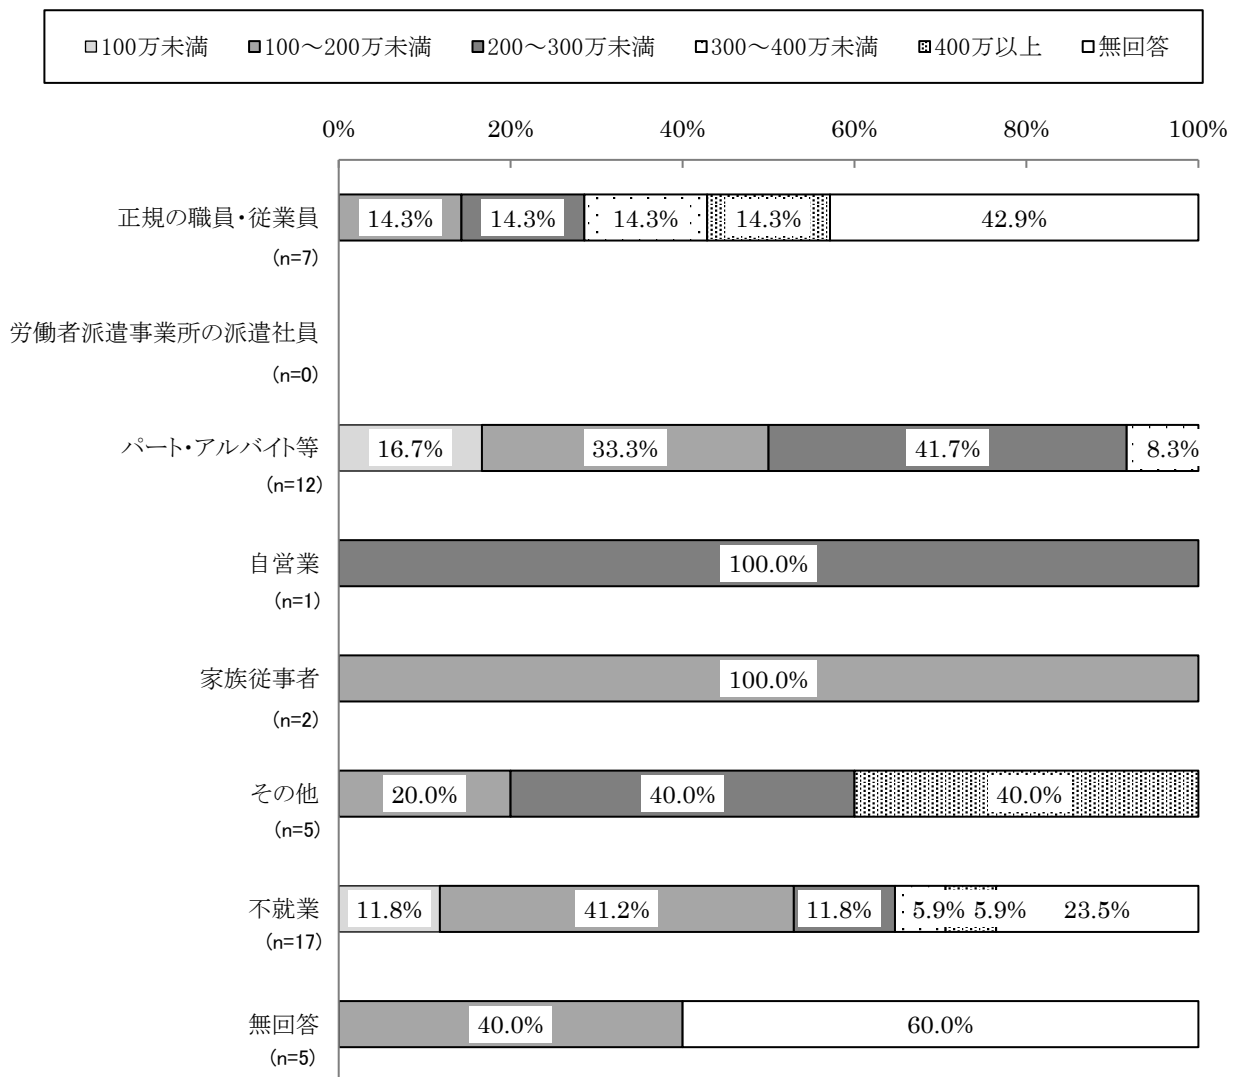 100万未満 100～200万未満 200～300万未満 300～400万未満 400万以上 無回答
0% 20% 40% 60% 80% 100%
正規の職員・従業員 14.3% 14.3% 14.3% 14.3% 42.9%
(n=7)
労働者派遣事業所の派遣社員
(n=0)
パート・アルバイト等 16.7% 33.3% 41.7% 8.3%
(n=12)
自営業 100.0%
(n=1)
家族従事者 100.0%
(n=2)
その他 20.0% 40.0% 40.0%
(n=5)
不就業 11.8% 41.2% 11.8% 5.9% 5.9% 23.5%
(n=17)
無回答 40.0% 60.0%
(n=5)